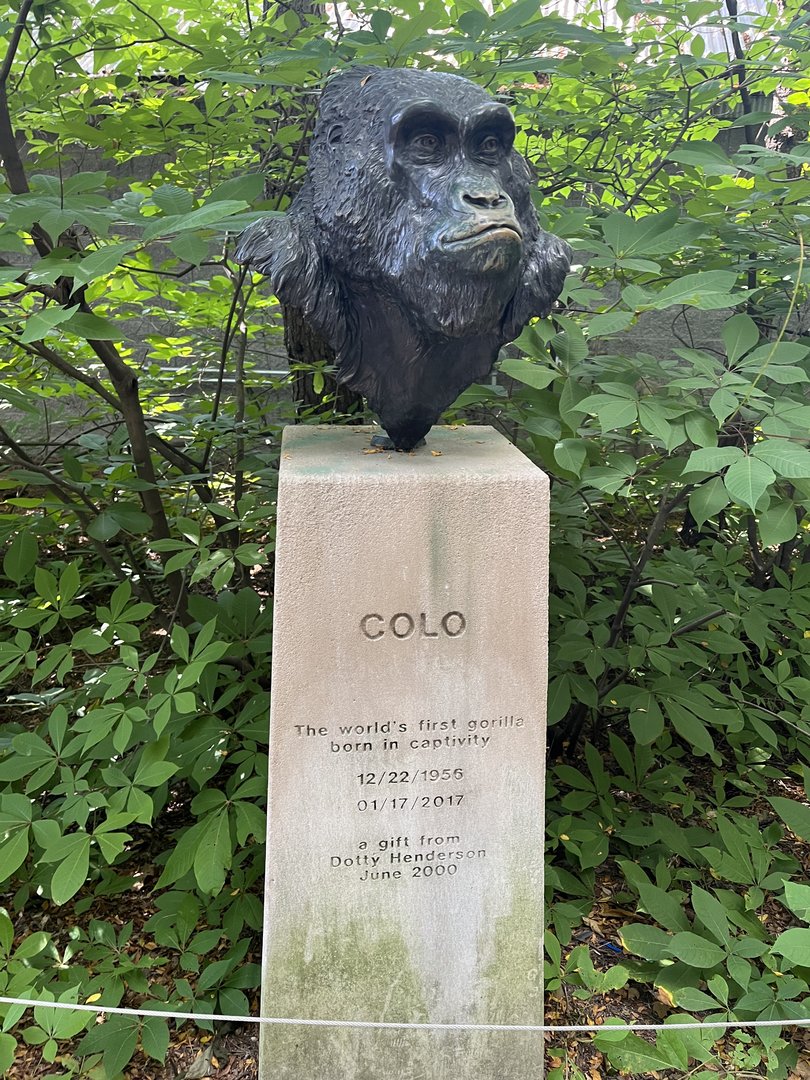 COLO
The world's first gorilla
born in captivity
12/22/1956
01/17/2017
a gift from
Dotty Henderson
June 2000